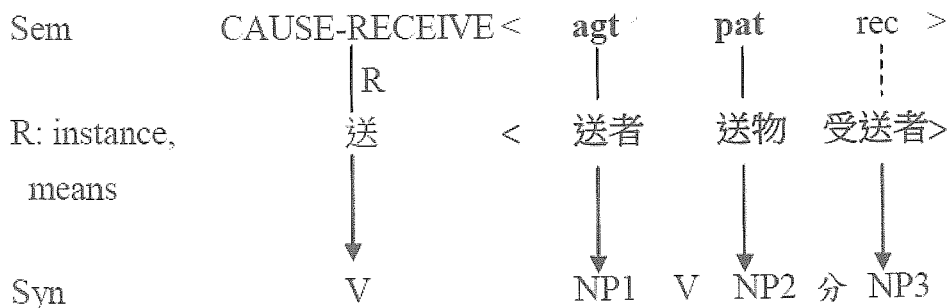 Sem CAUSE-RECEIVE < agt pat rec >
R
R: instance, 送 < 送者 送物 受送者>
means
Syn V NP1 V NP2 分 NP3